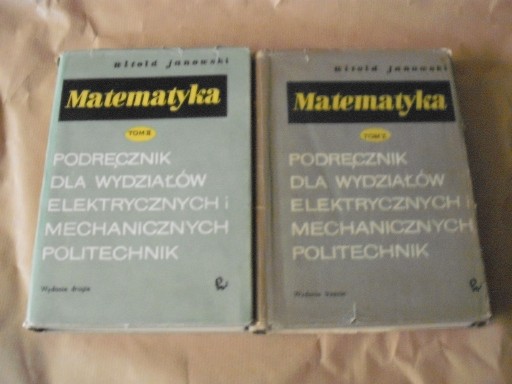 Witold Janowski
Matematyka
TOM II
PODRĘCZNIK
DLA WYDZIAŁÓW
ELEKTRYCZNYCH i
MECHANICZNYCH
POLITECHNIK
Wydanie drugie
Witold Janowski
Matematyka
TOM I
PODRĘCZNIK
DLA WYDZIAŁÓW
ELEKTRYCZNYCH i
MECHANICZNYCH
POLITECHNIK
Wydanie trzecie